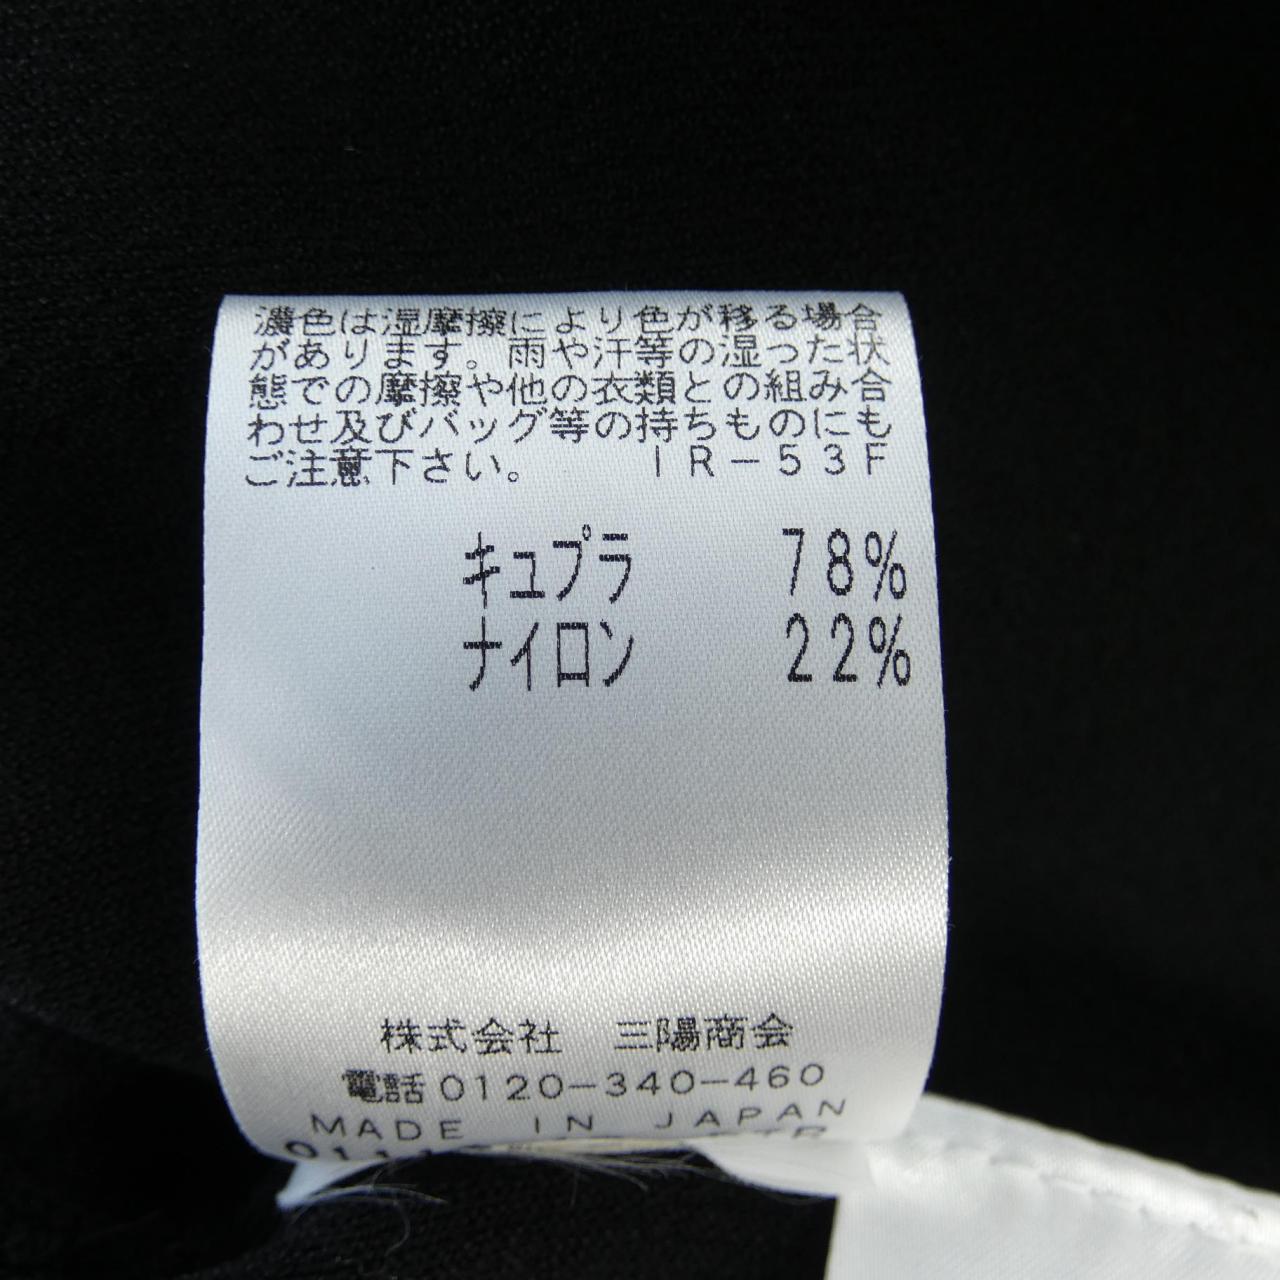 濃色は湿摩擦により色が移る場合
があります。雨や汗等の湿った状
態での摩擦や他の衣類との組み合
わせ及びバッグ等の持ちものにも
ご注意下さい。 IR-53F
キュプラ 78%
ナイロン 22%
株式会社 三陽商会
電話0120-340-460
MADE IN JAPAN